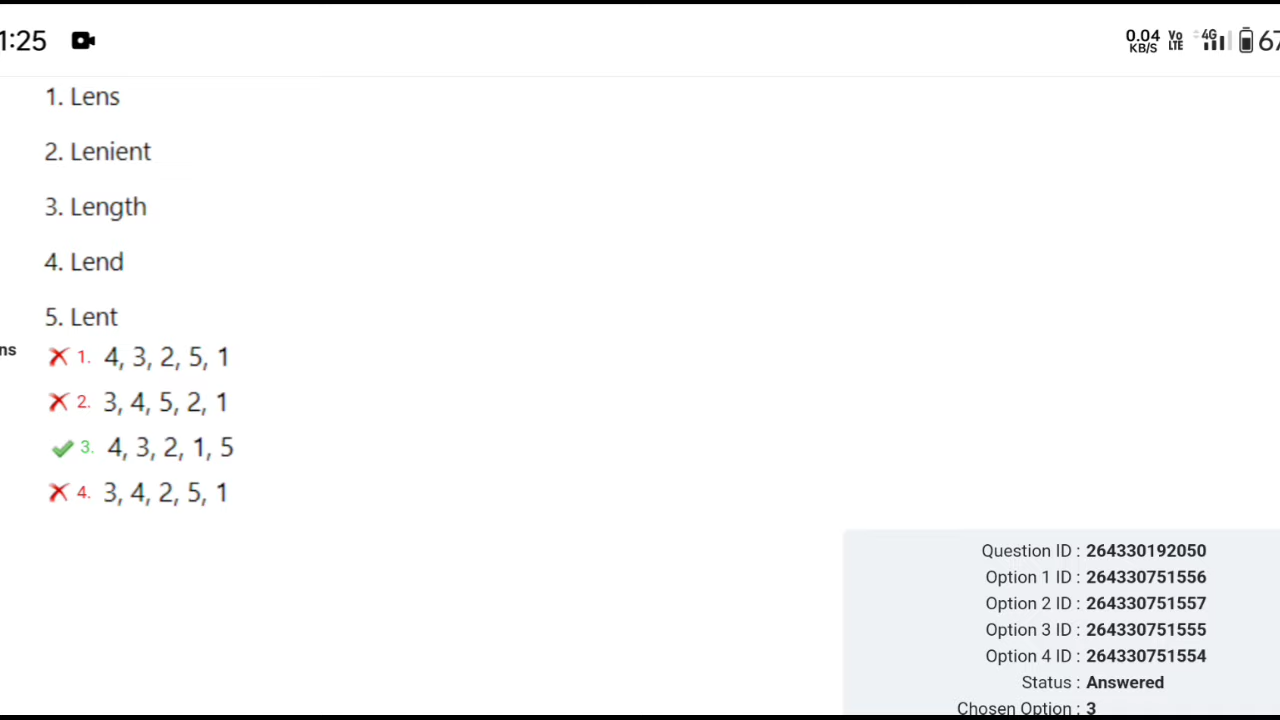 1:25 0.04 KB/S Vo LTE 4G 67
1. Lens
2. Lenient
3. Length
4. Lend
5. Lent
ns
1. 4, 3, 2, 5, 1
2. 3, 4, 5, 2, 1
3. 4, 3, 2, 1, 5
4. 3, 4, 2, 5, 1
Question ID : 264330192050
Option 1 ID : 264330751556
Option 2 ID : 264330751557
Option 3 ID : 264330751555
Option 4 ID : 264330751554
Status : Answered
Chosen Option : 3